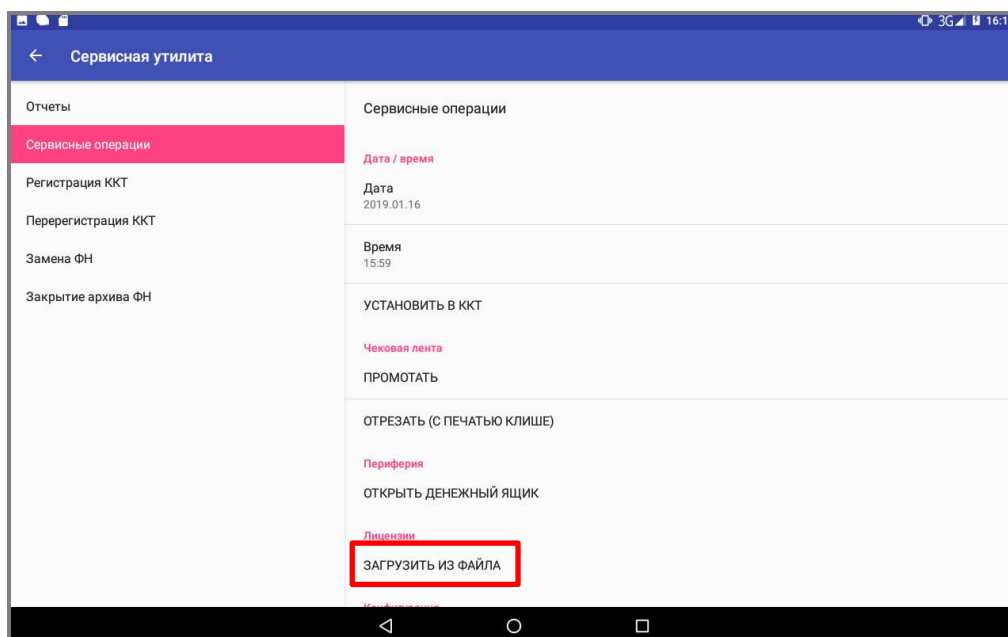 3G 16:1
Сервисная утилита
Отчеты
Сервисные операции
Регистрация ККТ
Перерегистрация ККТ
Замена ФН
Закрытие архива ФН
Сервисные операции
Дата / время
Дата
2019.01.16
Время
15:59
УСТАНОВИТЬ В ККТ
Чековая лента
ПРОМОТАТЬ
ОТРЕЗАТЬ (С ПЕЧАТЬЮ КЛИШЕ)
Периферия
ОТКРЫТЬ ДЕНЕЖНЫЙ ЯЩИК
Лицензии
ЗАГРУЗИТЬ ИЗ ФАЙЛА